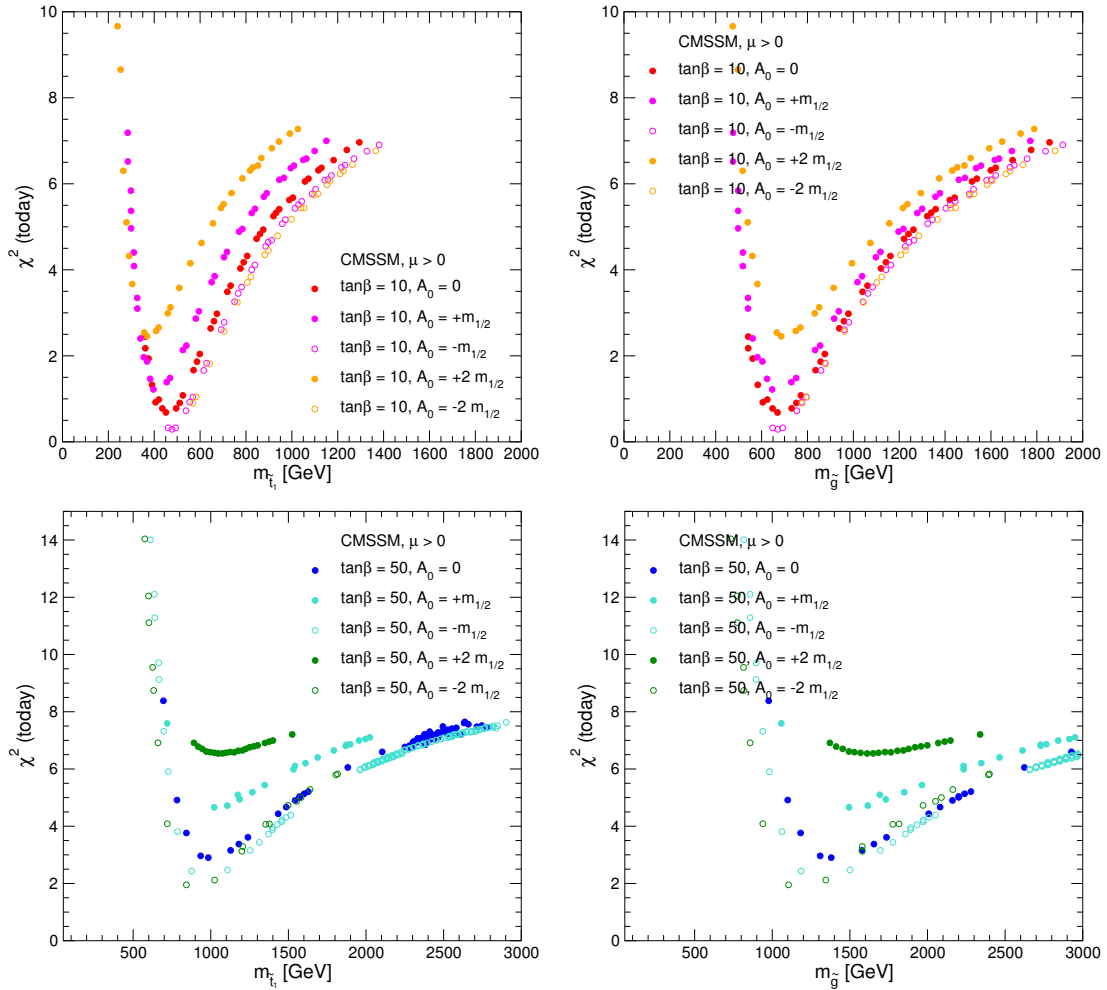 10
8
6
4
2
0
χ² (today)
CMSSM, μ > 0
tanβ = 10, A₀ = 0
tanβ = 10, A₀ = +m₁/₂
tanβ = 10, A₀ = -m₁/₂
tanβ = 10, A₀ = +2 m₁/₂
tanβ = 10, A₀ = -2 m₁/₂
0 200 400 600 800 1000 1200 1400 1600 1800 2000
m_t̃₁ [GeV]
10
8
6
4
2
0
χ² (today)
CMSSM, μ > 0
tanβ = 10, A₀ = 0
tanβ = 10, A₀ = +m₁/₂
tanβ = 10, A₀ = -m₁/₂
tanβ = 10, A₀ = +2 m₁/₂
tanβ = 10, A₀ = -2 m₁/₂
0 200 400 600 800 1000 1200 1400 1600 1800 2000
m_g̃ [GeV]
14
12
10
8
6
4
2
0
χ² (today)
CMSSM, μ > 0
tanβ = 50, A₀ = 0
tanβ = 50, A₀ = +m₁/₂
tanβ = 50, A₀ = -m₁/₂
tanβ = 50, A₀ = +2 m₁/₂
tanβ = 50, A₀ = -2 m₁/₂
500 1000 1500 2000 2500 3000
m_t̃₁ [GeV]
14
12
10
8
6
4
2
0
χ² (today)
CMSSM, μ > 0
tanβ = 50, A₀ = 0
tanβ = 50, A₀ = +m₁/₂
tanβ = 50, A₀ = -m₁/₂
tanβ = 50, A₀ = +2 m₁/₂
tanβ = 50, A₀ = -2 m₁/₂
500 1000 1500 2000 2500 3000
m_g̃ [GeV]